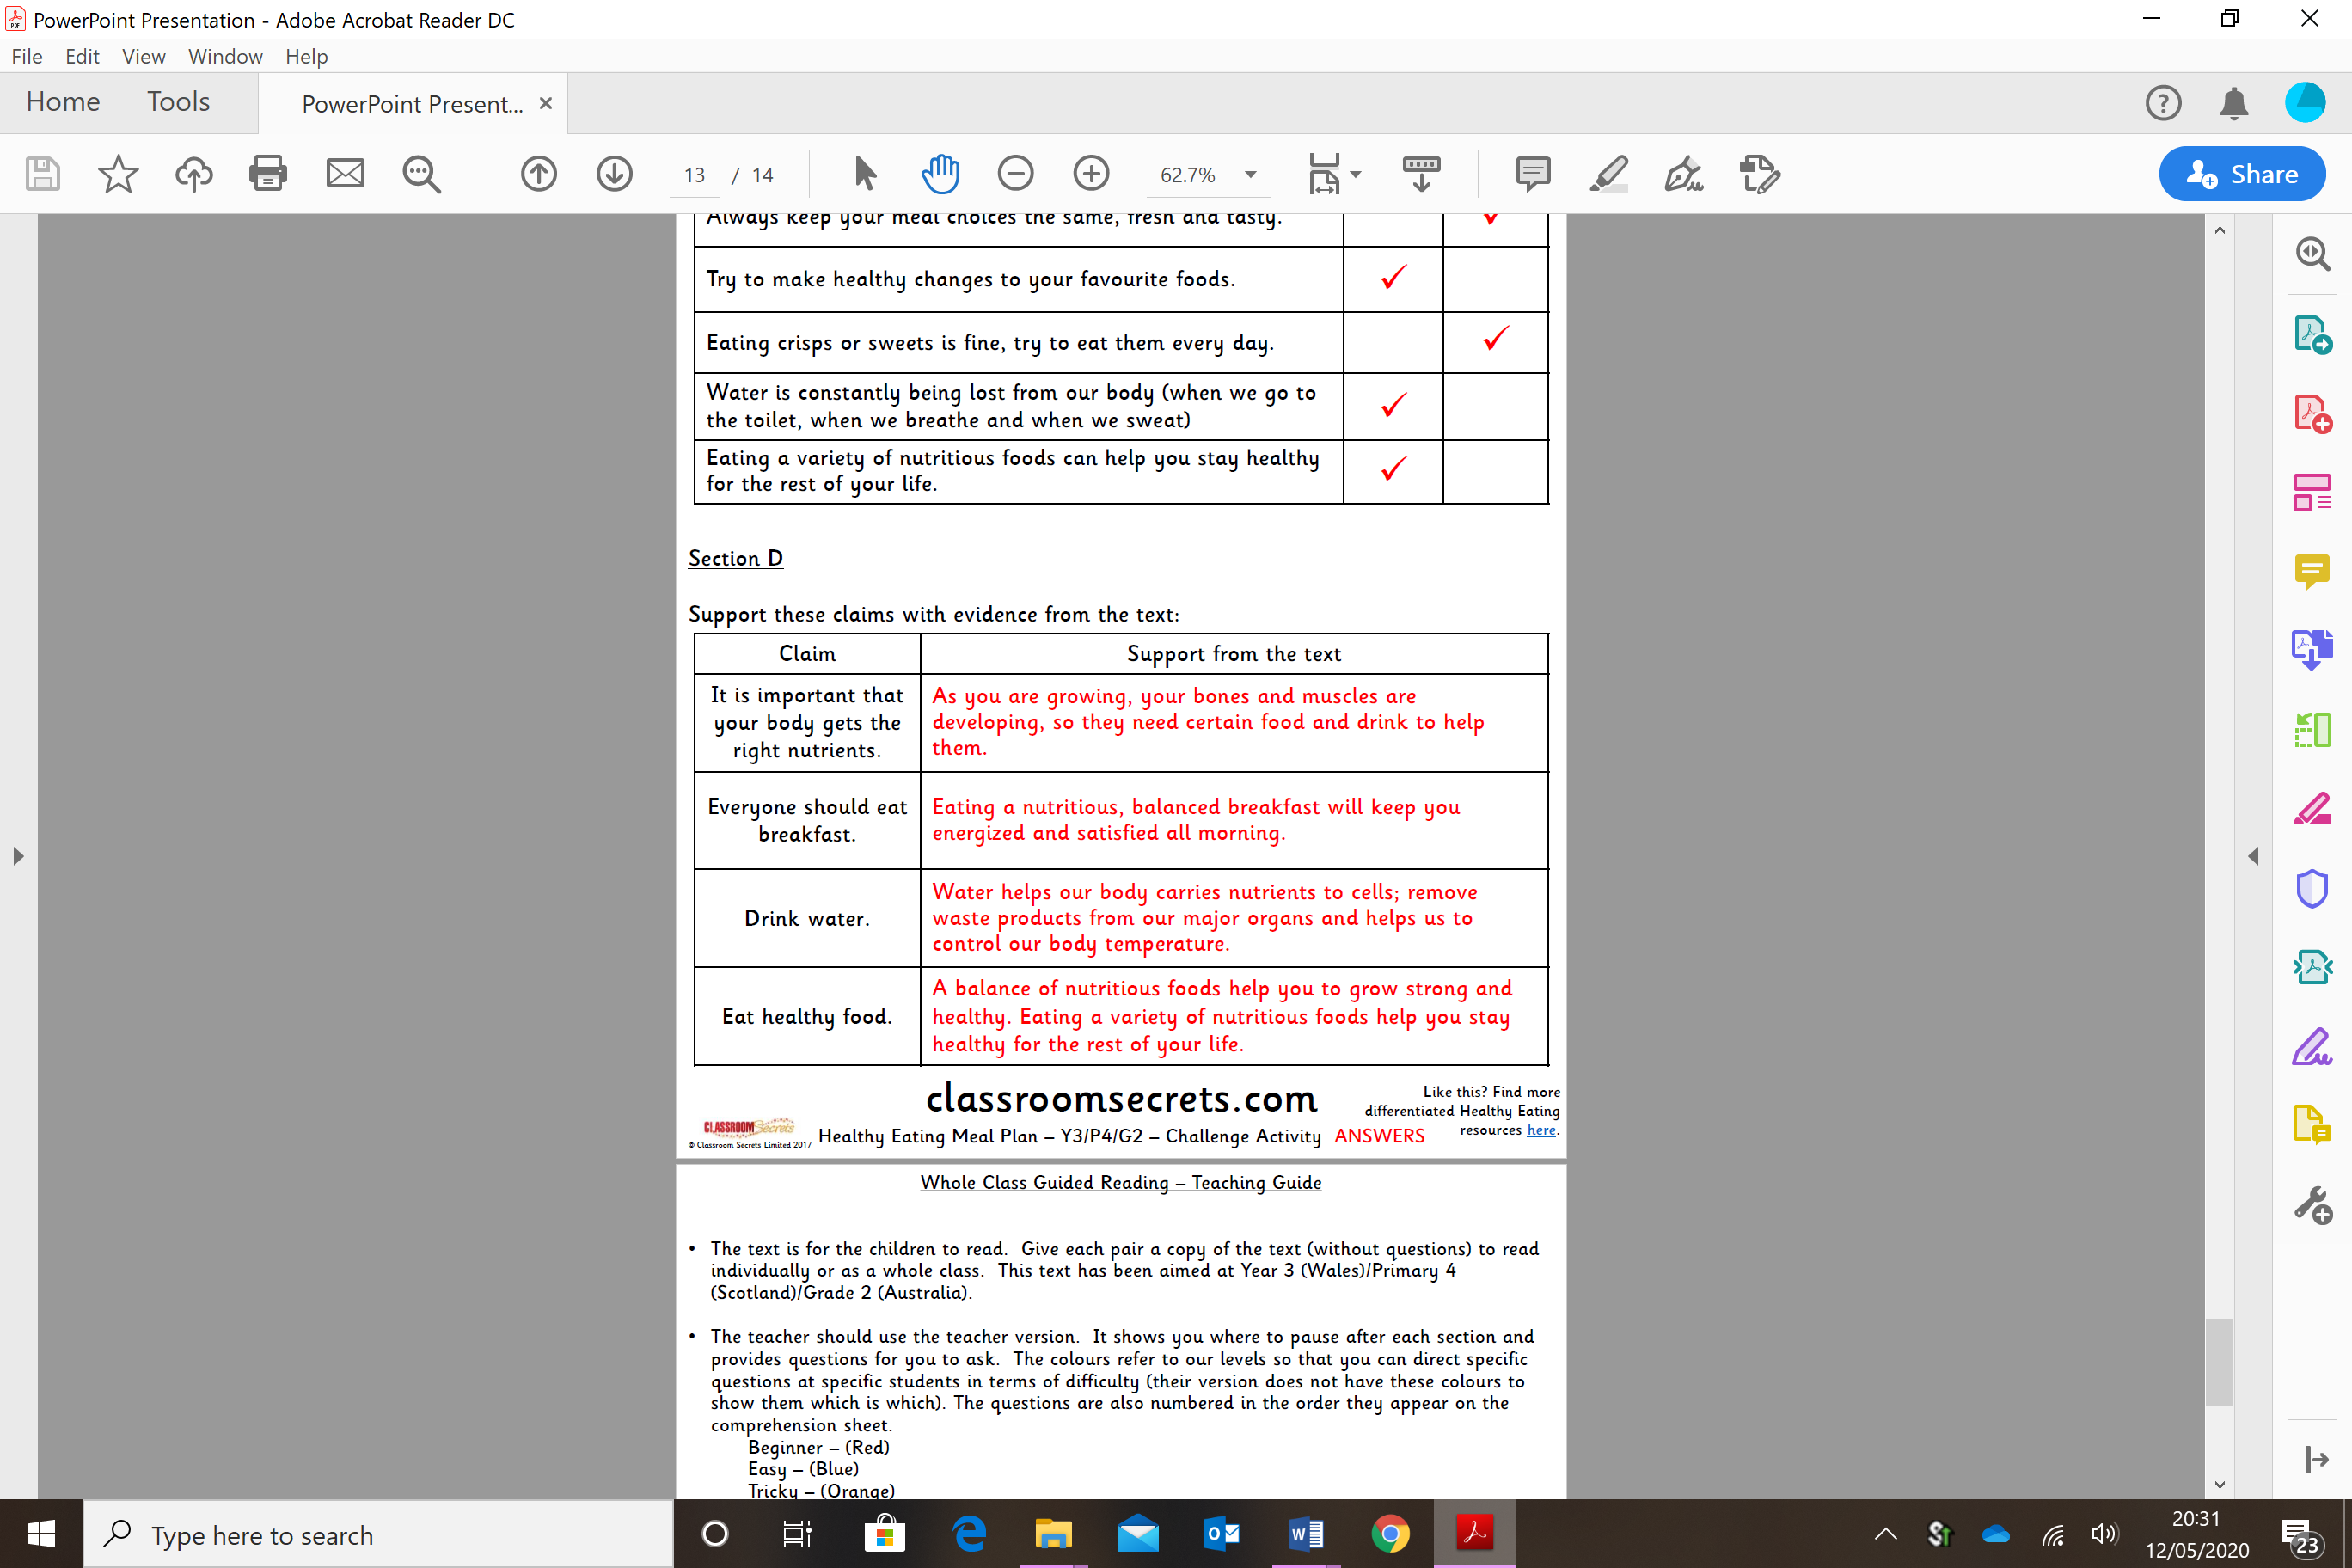 PowerPoint Presentation - Adobe Acrobat Reader DC
File Edit View Window Help
Home Tools PowerPoint Present... ×
13 / 14 62.7% Share
Always keep your meal choices the same, fresh and tasty.
Try to make healthy changes to your favourite foods.
Eating crisps or sweets is fine, try to eat them every day.
Water is constantly being lost from our body (when we go to
the toilet, when we breathe and when we sweat)
Eating a variety of nutritious foods can help you stay healthy
for the rest of your life.
Section D
Support these claims with evidence from the text:
Claim Support from the text
It is important that
your body gets the
right nutrients.
As you are growing, your bones and muscles are
developing, so they need certain food and drink to help
them.
Everyone should eat
breakfast.
Eating a nutritious, balanced breakfast will keep you
energized and satisfied all morning.
Drink water.
Water helps our body carries nutrients to cells; remove
waste products from our major organs and helps us to
control our body temperature.
Eat healthy food.
A balance of nutritious foods help you to grow strong and
healthy. Eating a variety of nutritious foods help you stay
healthy for the rest of your life.
CLASSROOM Secrets
© Classroom Secrets Limited 2017
classroomsecrets.com
Healthy Eating Meal Plan – Y3/P4/G2 – Challenge Activity ANSWERS
Like this? Find more
differentiated Healthy Eating
resources here.
Whole Class Guided Reading – Teaching Guide
• The text is for the children to read. Give each pair a copy of the text (without questions) to read
individually or as a whole class. This text has been aimed at Year 3 (Wales)/Primary 4
(Scotland)/Grade 2 (Australia).
• The teacher should use the teacher version. It shows you where to pause after each section and
provides questions for you to ask. The colours refer to our levels so that you can direct specific
questions at specific students in terms of difficulty (their version does not have these colours to
show them which is which). The questions are also numbered in the order they appear on the
comprehension sheet.
Beginner – (Red)
Easy – (Blue)
Tricky – (Orange)
Type here to search
20:31
12/05/2020
23